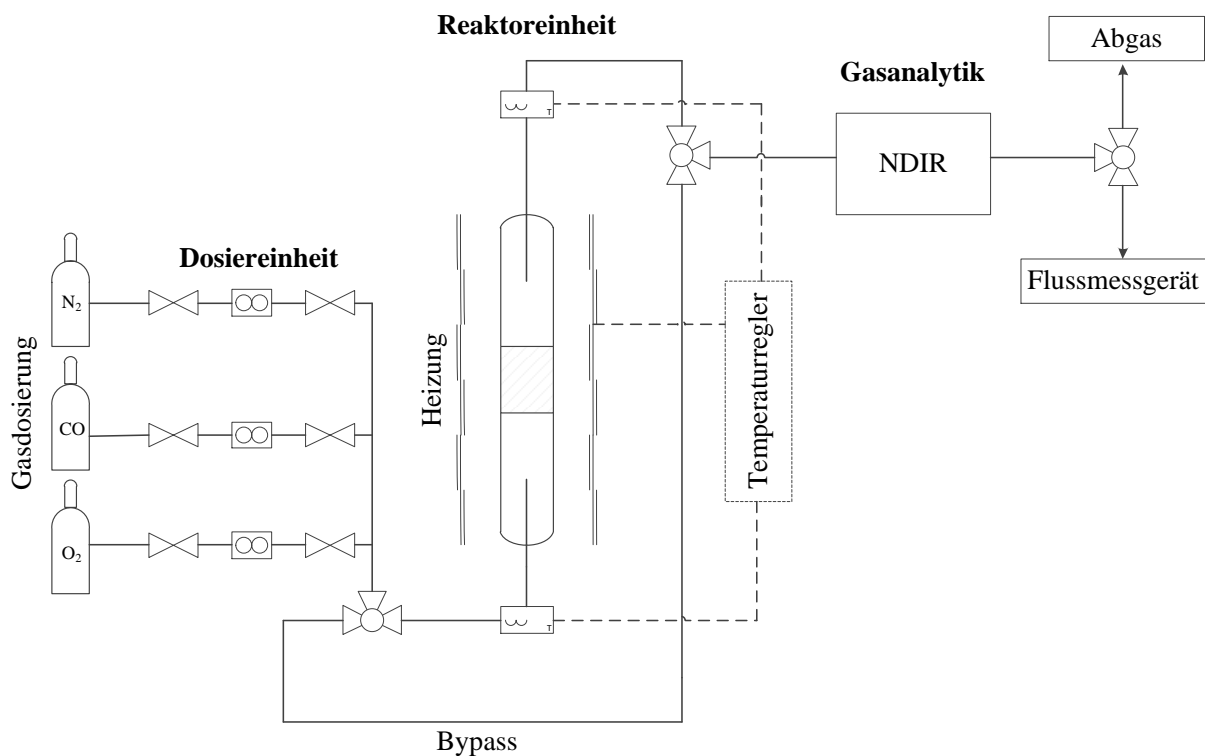 Reaktoreinheit
Abgas
Gasanalytik
T
NDIR
Dosiereinheit
Flussmessgerät
N2
Gasdosierung
Heizung
Temperaturregler
CO
O2
T
Bypass